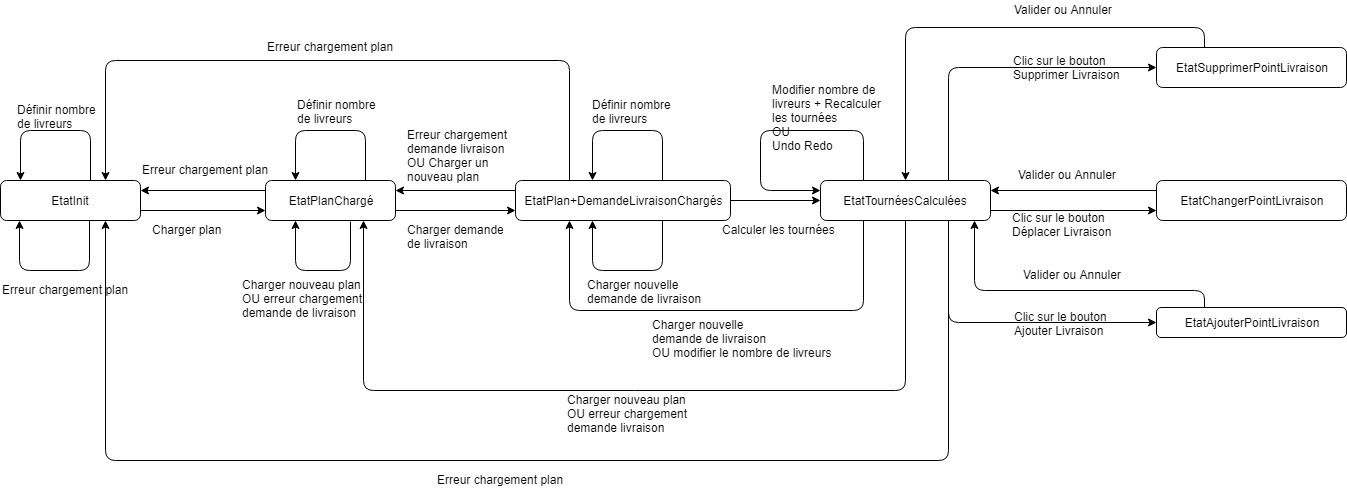 Valider ou Annuler
Erreur chargement plan
Clic sur le bouton
Supprimer Livraison
EtatSupprimerPointLivraison
Définir nombre
de livreurs
Définir nombre
de livreurs
Définir nombre
de livreurs
Modifier nombre de
livreurs + Recalculer
les tournées
OU
Undo Redo
Erreur chargement
demande livraison
OU Charger un
nouveau plan
Erreur chargement plan
Valider ou Annuler
EtatInit
EtatPlanChargé
EtatPlan+DemandeLivraisonChargés
EtatTournéesCalculées
EtatChangerPointLivraison
Charger plan
Charger demande
de livraison
Calculer les tournées
Clic sur le bouton
Déplacer Livraison
Erreur chargement plan
Charger nouveau plan
OU erreur chargement
demande de livraison
Charger nouvelle
demande de livraison
Valider ou Annuler
Clic sur le bouton
Ajouter Livraison
EtatAjouterPointLivraison
Charger nouvelle
demande de livraison
OU modifier le nombre de livreurs
Charger nouveau plan
OU erreur chargement
demande livraison
Erreur chargement plan